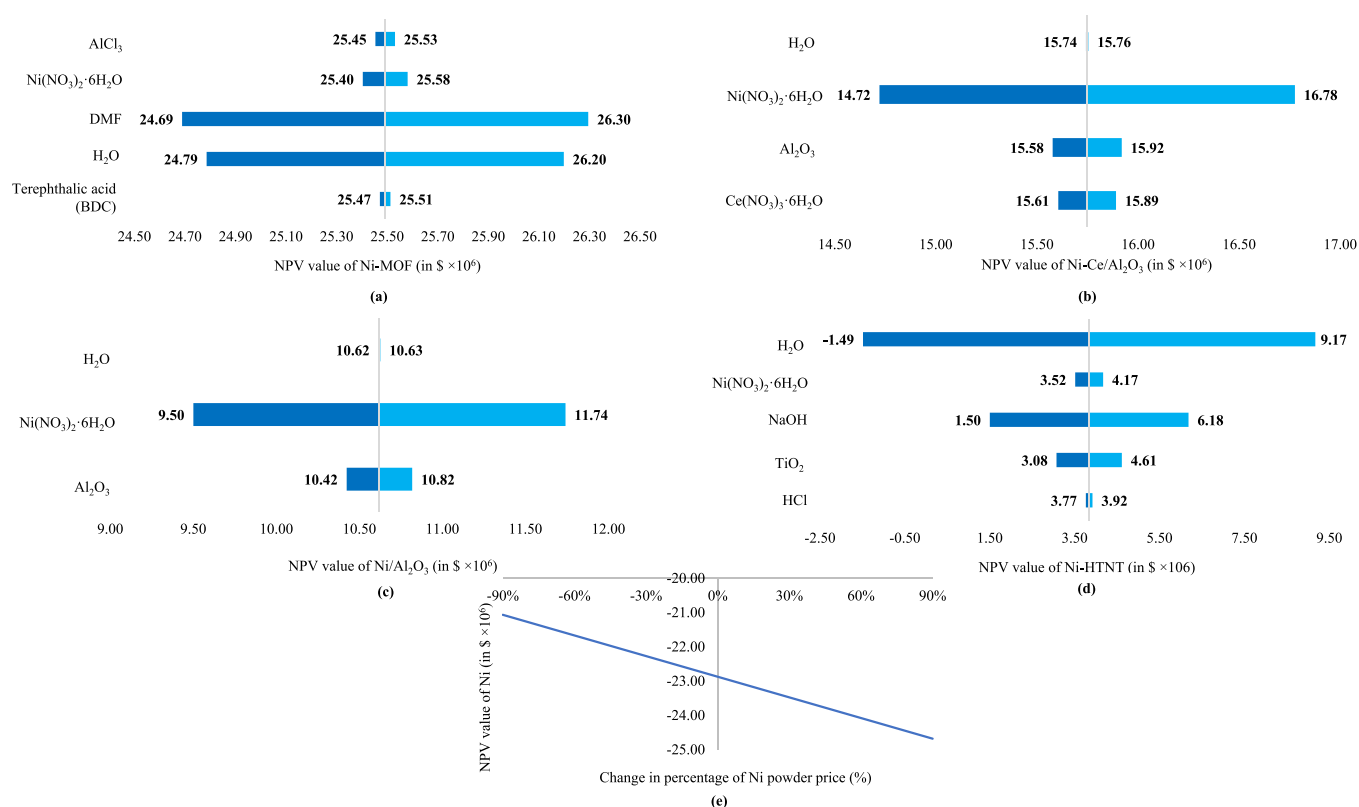 AlCl₃
25.45 25.53
Ni(NO₃)₂·6H₂O
25.40 25.58
DMF
24.69 26.30
H₂O
24.79 26.20
Terephthalic acid
(BDC)
25.47 25.51
24.50 24.70 24.90 25.10 25.30 25.50 25.70 25.90 26.10 26.30 26.50
NPV value of Ni-MOF (in $ ×10⁶)
(a)
H₂O
15.74 15.76
Ni(NO₃)₂·6H₂O
14.72 16.78
Al₂O₃
15.58 15.92
Ce(NO₃)₃·6H₂O
15.61 15.89
14.50 15.00 15.50 16.00 16.50 17.00
NPV value of Ni-Ce/Al₂O₃ (in $ ×10⁶)
(b)
H₂O
10.62 10.63
Ni(NO₃)₂·6H₂O
9.50 11.74
Al₂O₃
10.42 10.82
9.00 9.50 10.00 10.50 11.00 11.50 12.00
NPV value of Ni/Al₂O₃ (in $ ×10⁶)
(c)
H₂O
-1.49 9.17
Ni(NO₃)₂·6H₂O
3.52 4.17
NaOH
1.50 6.18
TiO₂
3.08 4.61
HCl
3.77 3.92
-2.50 -0.50 1.50 3.50 5.50 7.50 9.50
NPV value of Ni-HTNT (in $ ×106)
(d)
-20.00
-90% -60% -30% 0% 30% 60% 90%
-21.00
-22.00
-23.00
-24.00
-25.00
NPV value of Ni (in $ ×10⁶)
Change in percentage of Ni powder price (%)
(e)